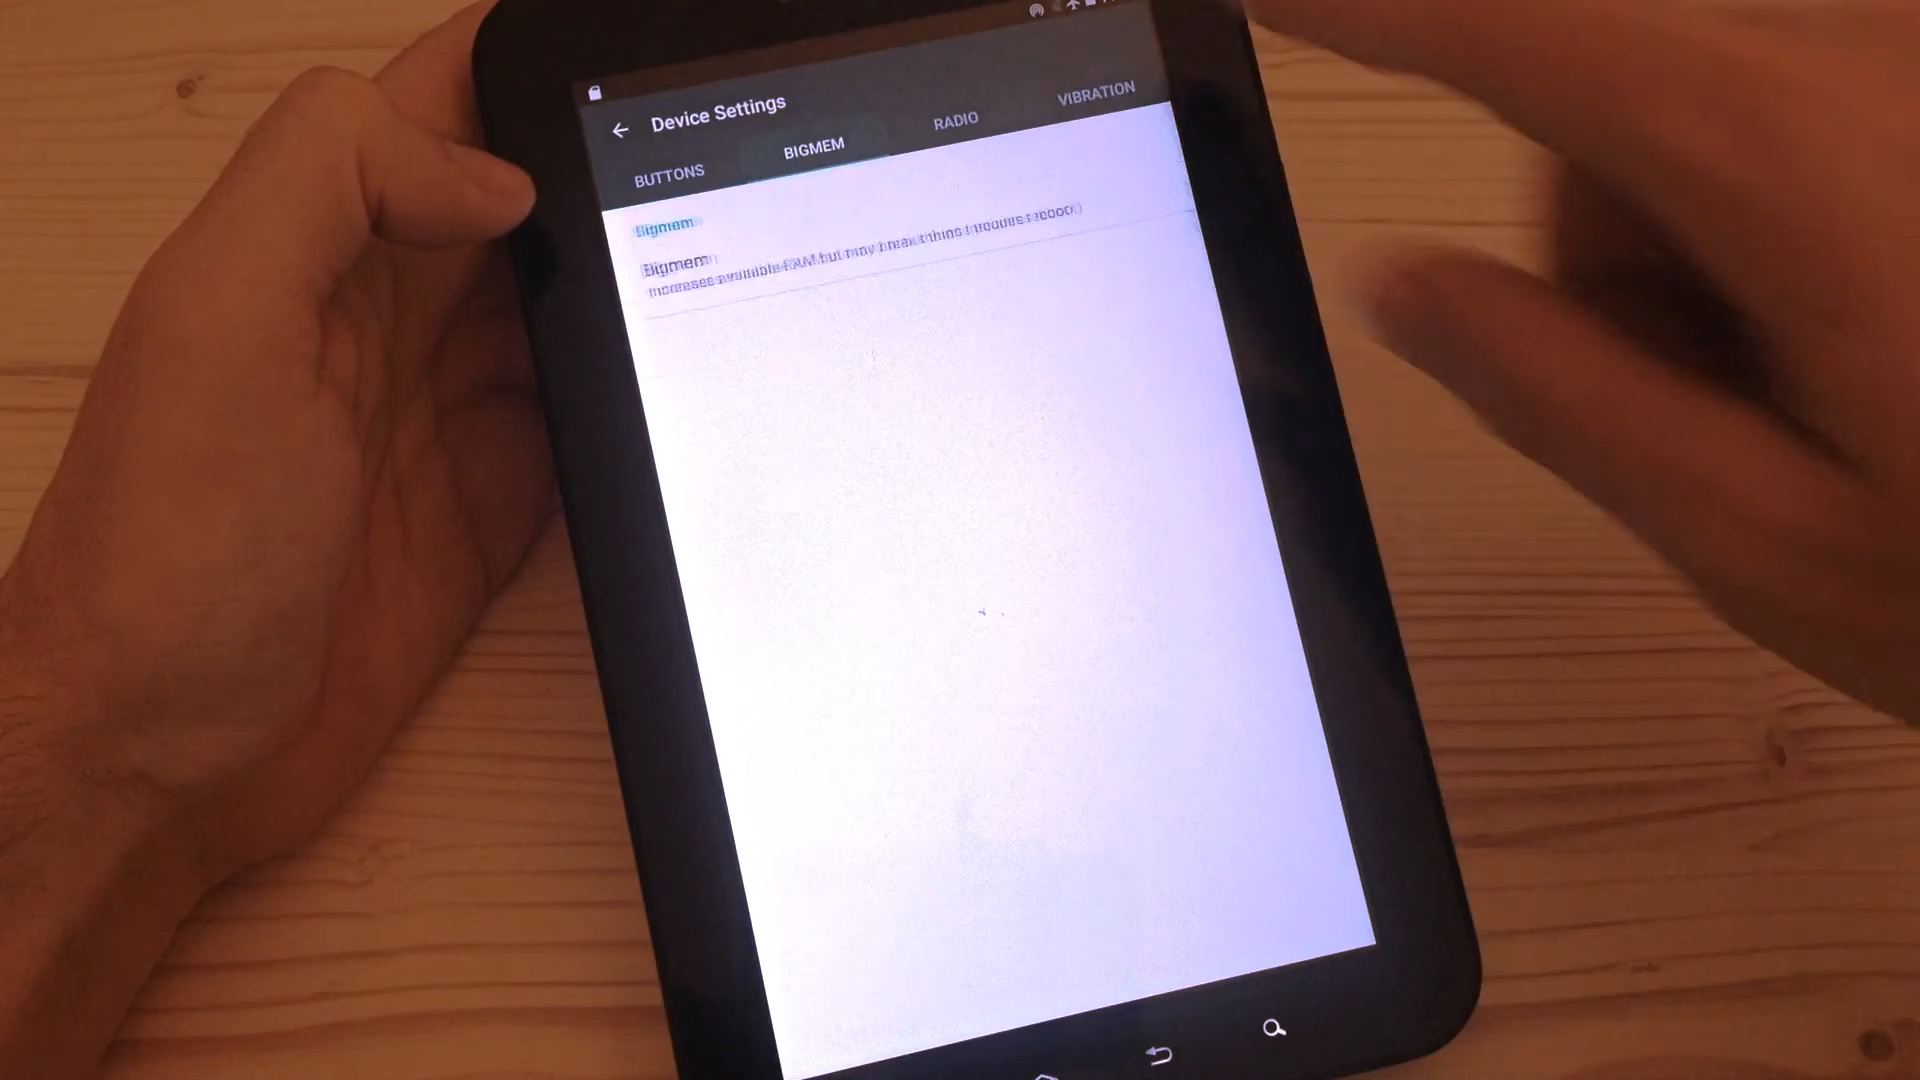 Device Settings
BUTTONS BIGMEM RADIO VIBRATION
Bigmem
Bigmem
Increases available RAM but may break things (requires reboot)